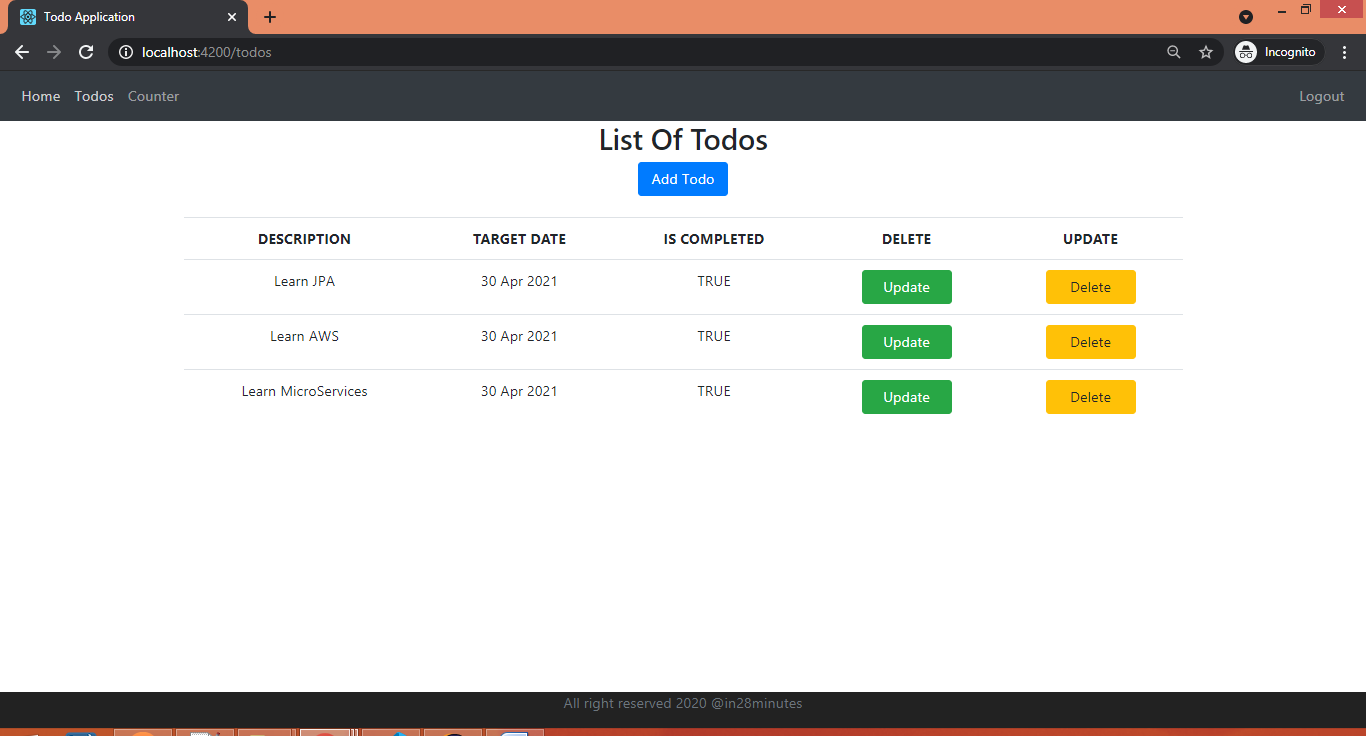 Todo Application
localhost:4200/todos
Incognito
Home Todos Counter Logout
List Of Todos
Add Todo
DESCRIPTION TARGET DATE IS COMPLETED DELETE UPDATE
Learn JPA 30 Apr 2021 TRUE Update Delete
Learn AWS 30 Apr 2021 TRUE Update Delete
Learn MicroServices 30 Apr 2021 TRUE Update Delete
All right reserved 2020 @in28minutes